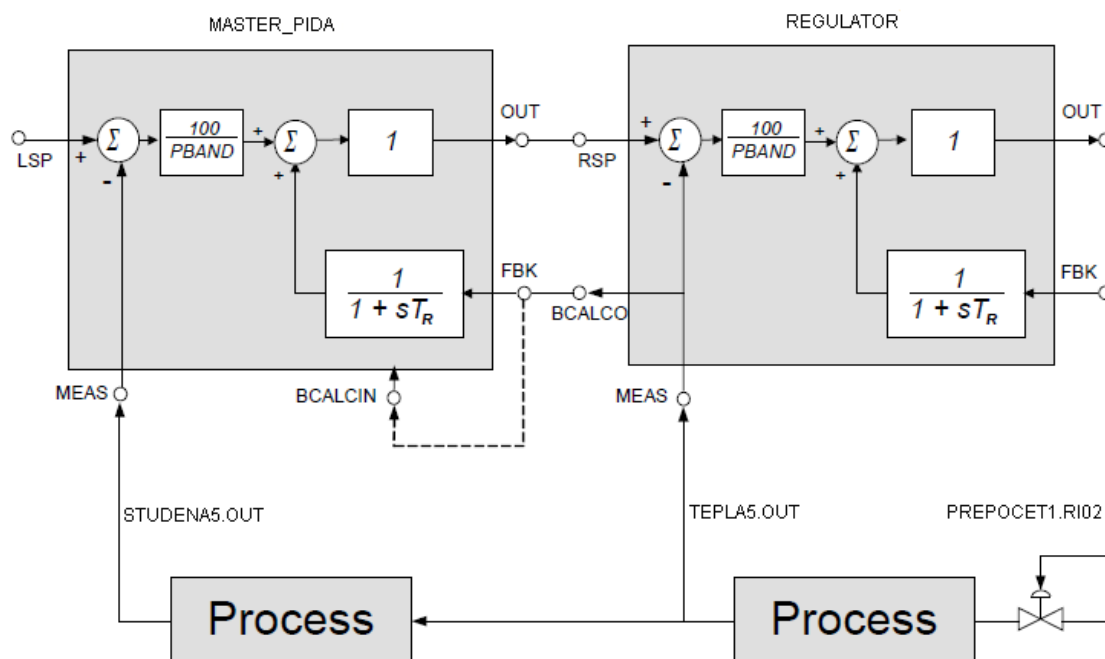 MASTER_PIDA
REGULATOR
LSP
+
-
Σ
100
PBAND
+
+
Σ
1
OUT
RSP
+
-
Σ
100
PBAND
+
+
Σ
1
OUT
1
1 + sTR
FBK
BCALCO
1
1 + sTR
FBK
MEAS
BCALCIN
MEAS
STUDENA5.OUT
TEPLA5.OUT
PREPOCET1.RI02
Process
Process